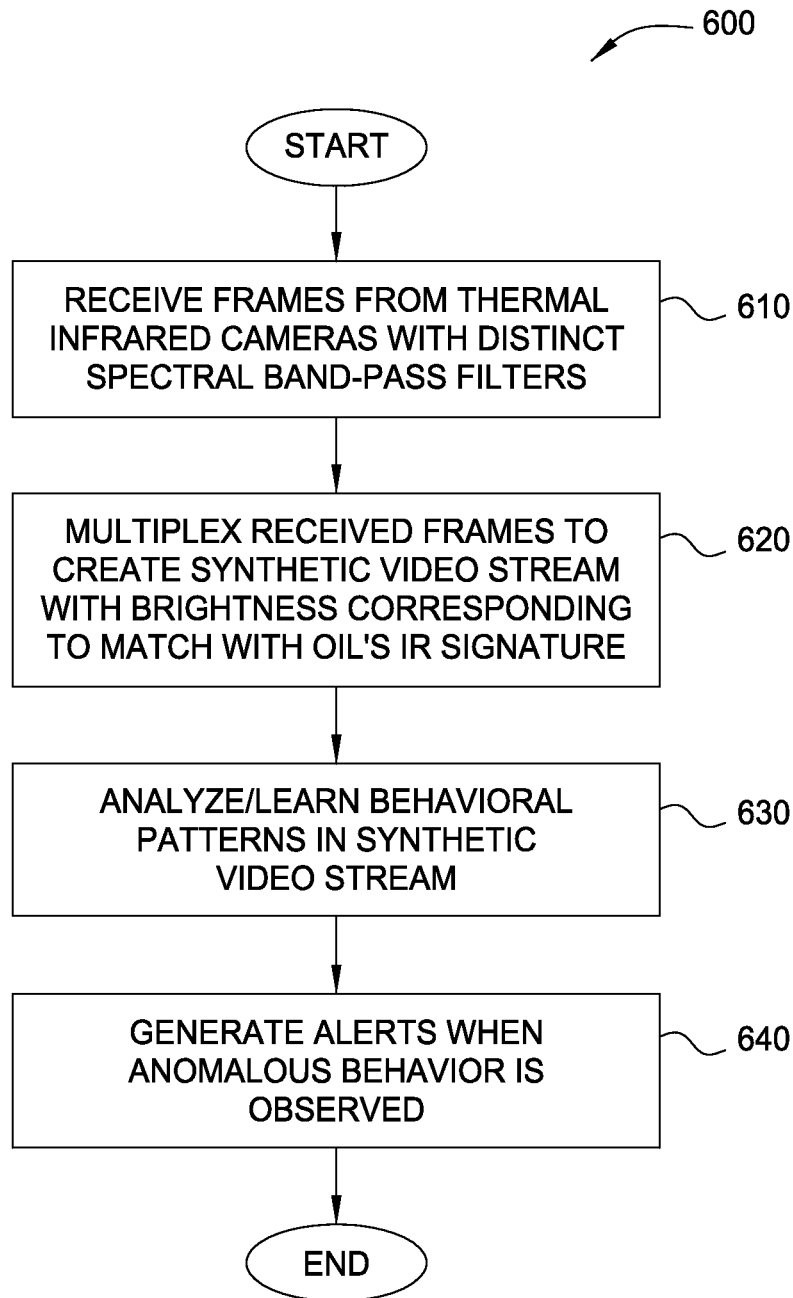 600
START
RECEIVE FRAMES FROM THERMAL
INFRARED CAMERAS WITH DISTINCT
SPECTRAL BAND-PASS FILTERS
610
MULTIPLEX RECEIVED FRAMES TO
CREATE SYNTHETIC VIDEO STREAM
WITH BRIGHTNESS CORRESPONDING
TO MATCH WITH OIL'S IR SIGNATURE
620
ANALYZE/LEARN BEHAVIORAL
PATTERNS IN SYNTHETIC
VIDEO STREAM
630
GENERATE ALERTS WHEN
ANOMALOUS BEHAVIOR IS
OBSERVED
640
END